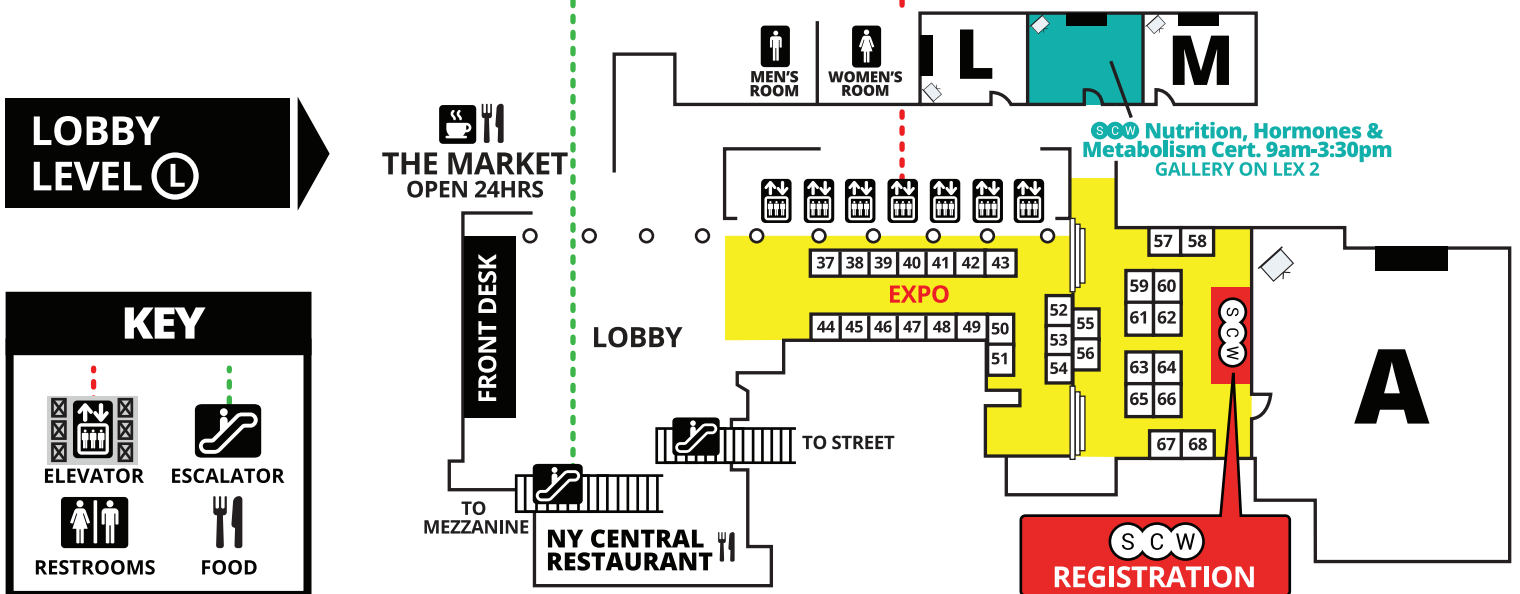 LOBBY
LEVEL L
KEY
ELEVATOR
ESCALATOR
RESTROOMS
FOOD
THE MARKET
OPEN 24HRS
FRONT DESK
LOBBY
TO
MEZZANINE
NY CENTRAL
RESTAURANT
TO STREET
MEN'S
ROOM
WOMEN'S
ROOM
L
M
SCW Nutrition, Hormones &
Metabolism Cert. 9am-3:30pm
GALLERY ON LEX 2
37 38 39 40 41 42 43
EXPO
44 45 46 47 48 49 50
51
52
53
54
55
56
57 58
59 60
61 62
63 64
65 66
67 68
SCW
A
SCW
REGISTRATION